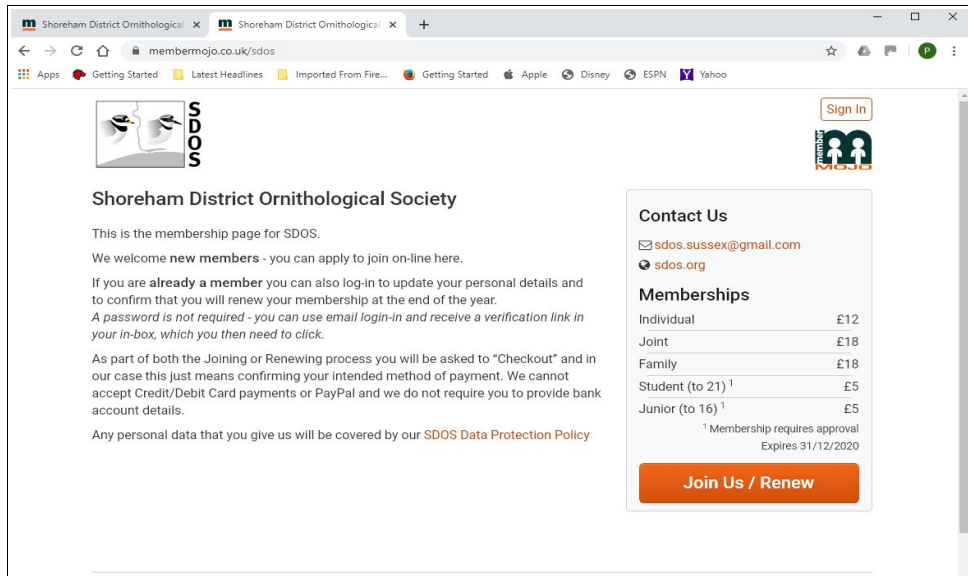 Shoreham District Ornithological
Shoreham District Ornithological
membermojo.co.uk/sdos
P
Apps
Getting Started
Latest Headlines
Imported From Fire...
Getting Started
Apple
Disney
ESPN
Yahoo
SDOS
Sign In
member
MOJO
Shoreham District Ornithological Society
This is the membership page for SDOS.
We welcome new members - you can apply to join on-line here.
If you are already a member you can also log-in to update your personal details and
to confirm that you will renew your membership at the end of the year.
A password is not required - you can use email login-in and receive a verification link in
your in-box, which you then need to click.
As part of both the Joining or Renewing process you will be asked to “Checkout” and in
our case this just means confirming your intended method of payment. We cannot
accept Credit/Debit Card payments or PayPal and we do not require you to provide bank
account details.
Any personal data that you give us will be covered by our SDOS Data Protection Policy
Contact Us
sdos.sussex@gmail.com
sdos.org
Memberships
Individual £12
Joint £18
Family £18
Student (to 21) 1 £5
Junior (to 16) 1 £5
1 Membership requires approval
Expires 31/12/2020
Join Us / Renew